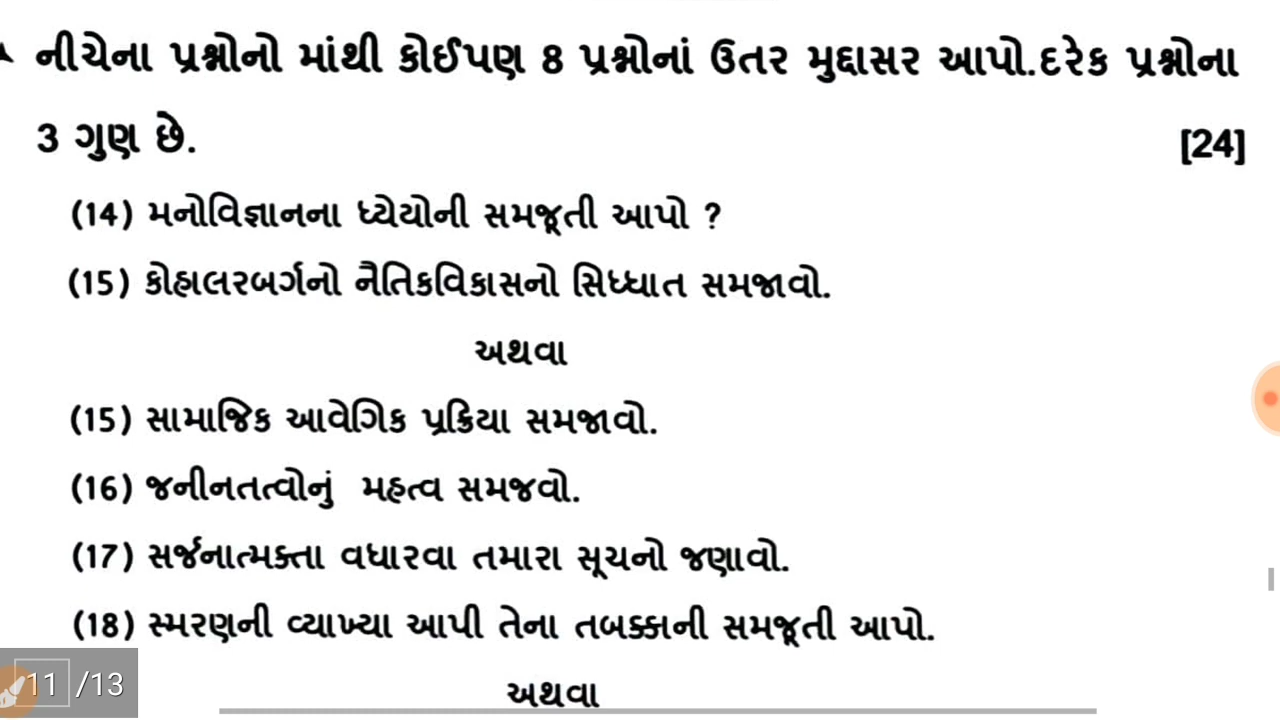 નીચેના પ્રશ્નોનો માંથી કોઈપણ 8 પ્રશ્નોનાં ઉતર મુદ્દાસર આપો.દરેક પ્રશ્નોના
3 ગુણ છે. [24]
(14) મનોવિજ્ઞાનના ધ્યેયોની સમજૂતી આપો ?
(15) કોહાલરબર્ગનો નૈતિકવિકાસનો સિધ્ધાત સમજાવો.
અથવા
(15) સામાજિક આવેગિક પ્રક્રિયા સમજાવો.
(16) જનીનતત્વોનું મહત્વ સમજવો.
(17) સર્જનાત્મક્તા વધારવા તમારા સૂચનો જણાવો.
(18) સ્મરણની વ્યાખ્યા આપી તેના તબક્કાની સમજૂતી આપો.
અથવા
11 /13